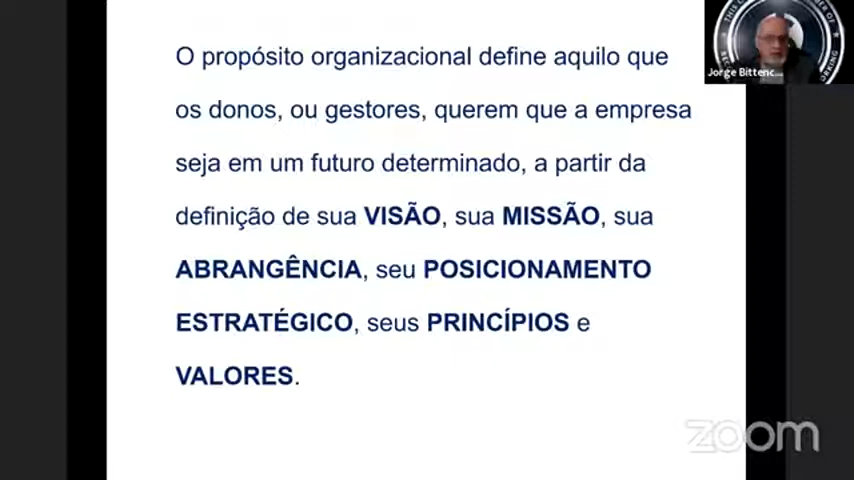 O propósito organizacional define aquilo que
os donos, ou gestores, querem que a empresa
seja em um futuro determinado, a partir da
definição de sua VISÃO, sua MISSÃO, sua
ABRANGÊNCIA, seu POSICIONAMENTO
ESTRATÉGICO, seus PRINCÍPIOS e
VALORES.
Jorge Bittenc...
zoom